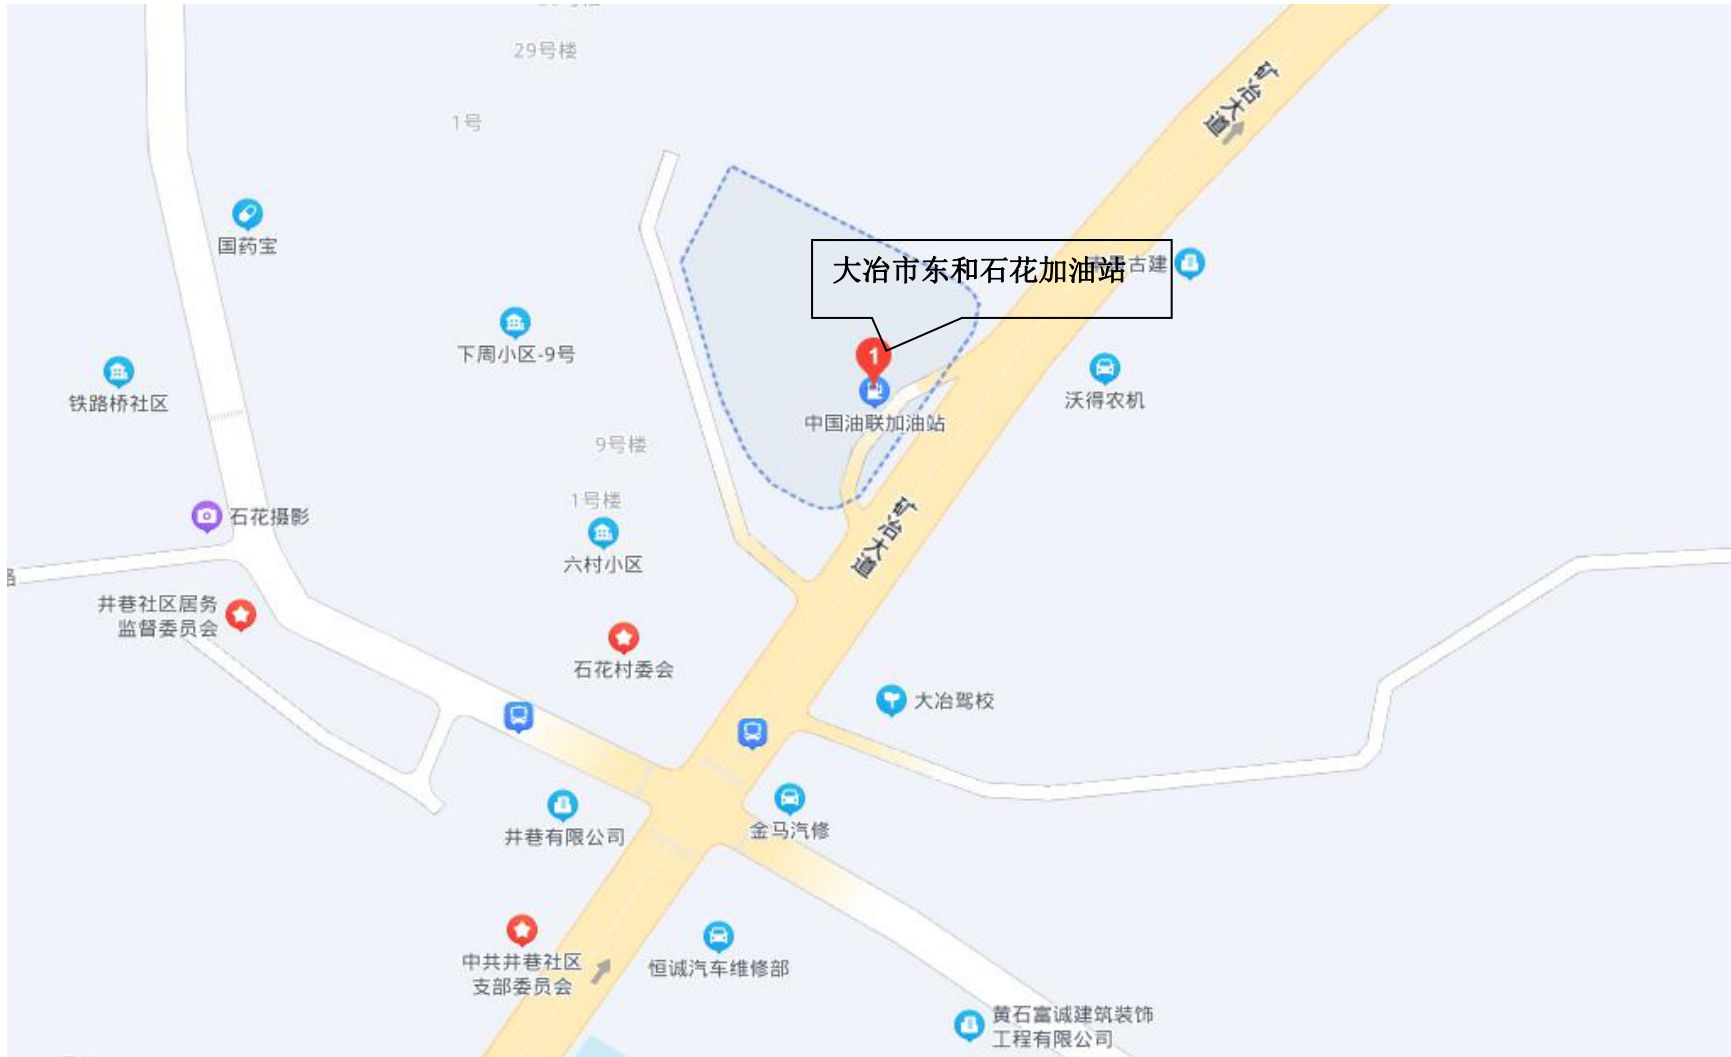 29号楼
1号
矿冶大道
国药宝
大冶市东和石花加油站
古建
下周小区-9号
铁路桥社区
沃得农机
中国油联加油站
9号楼
1号楼
石花摄影
矿冶大道
六村小区
井巷社区居务
监督委员会
石花村委会
大冶驾校
井巷有限公司
金马汽修
中共井巷社区
支部委员会
恒诚汽车维修部
黄石富诚建筑装饰
工程有限公司
1